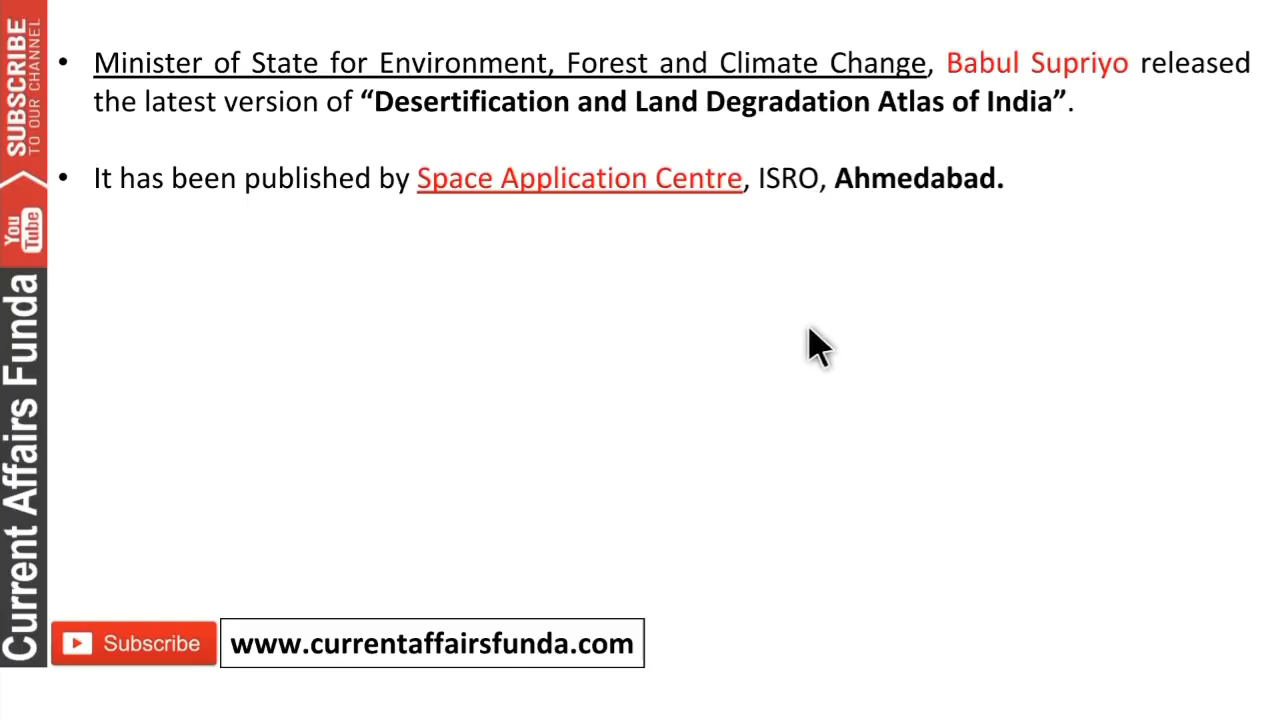 • Minister of State for Environment, Forest and Climate Change, Babul Supriyo released
the latest version of “Desertification and Land Degradation Atlas of India”.
• It has been published by Space Application Centre, ISRO, Ahmedabad.
SUBSCRIBE
TO OUR CHANNEL
You
Tube
Current Affairs Funda
Subscribe
www.currentaffairsfunda.com